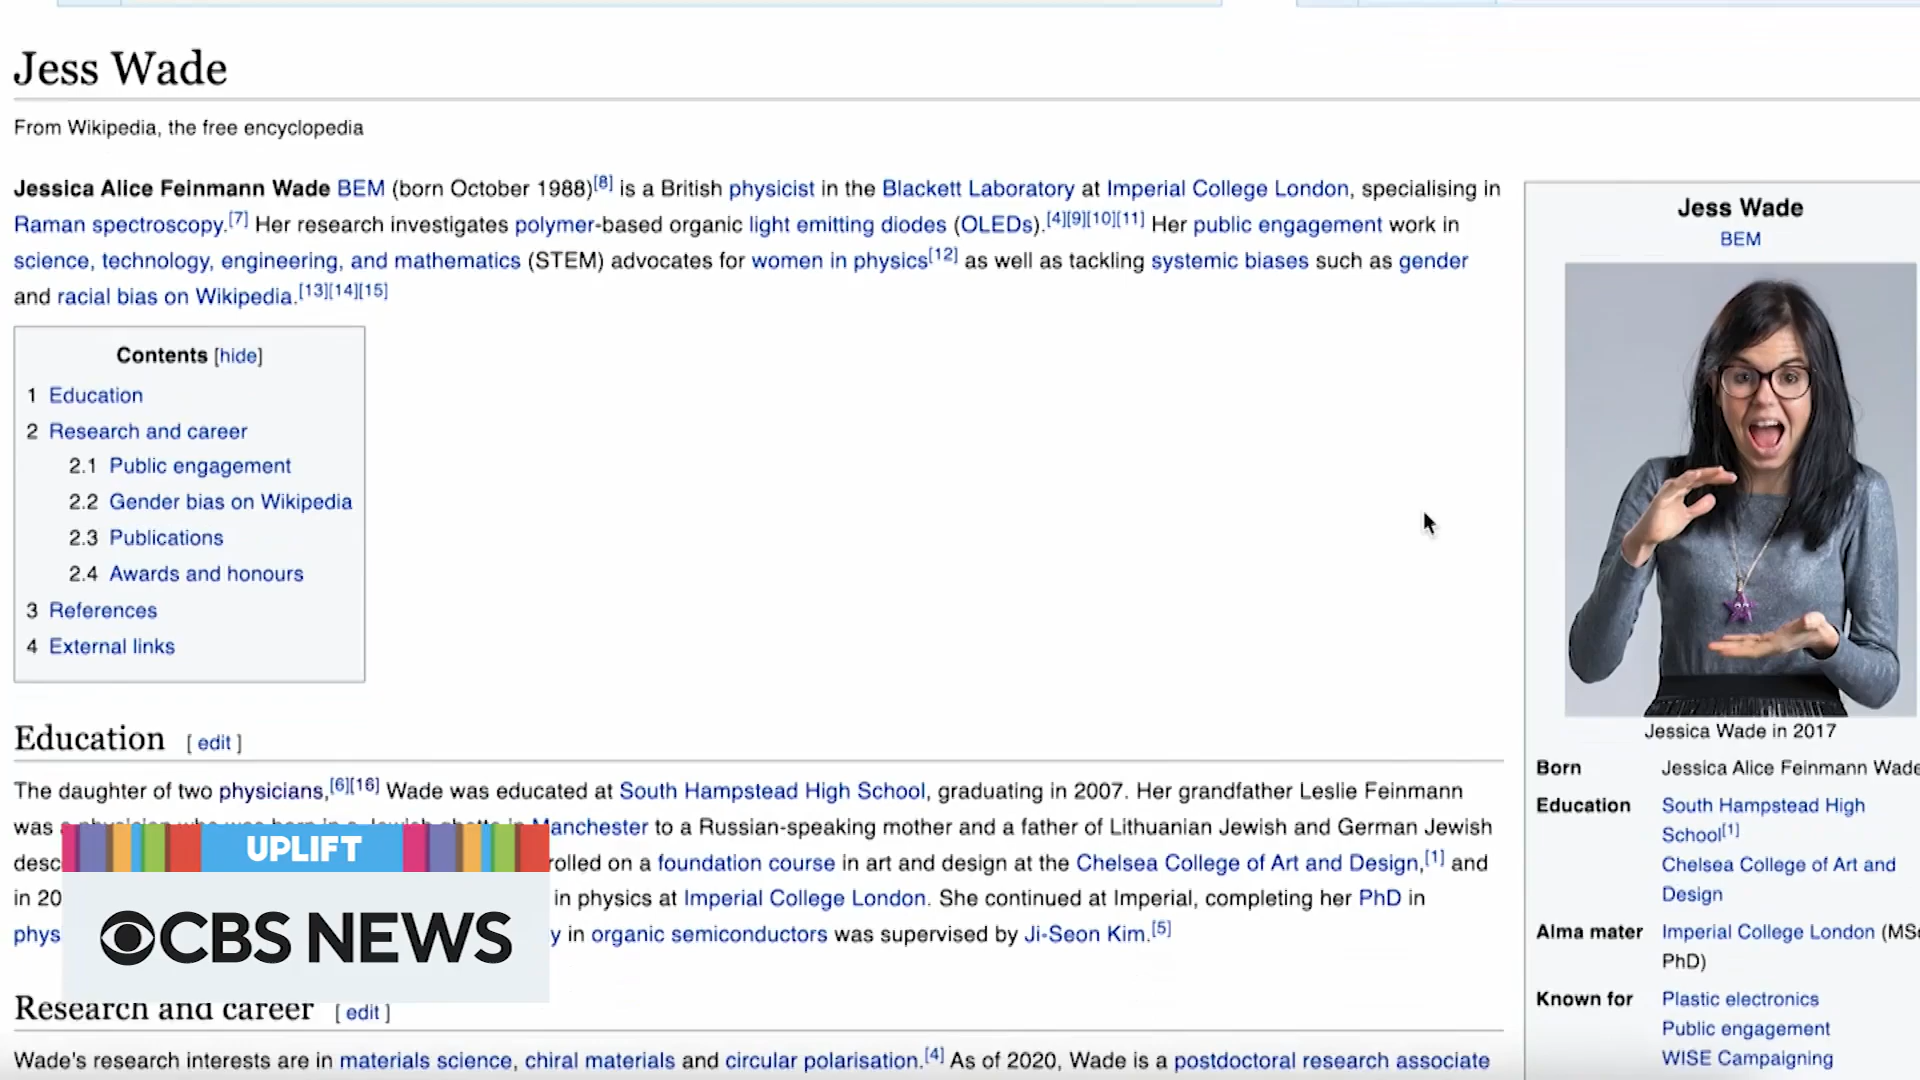 Jess Wade
From Wikipedia, the free encyclopedia
Jessica Alice Feinmann Wade BEM (born October 1988)[8] is a British physicist in the Blackett Laboratory at Imperial College London, specialising in
Raman spectroscopy.[7] Her research investigates polymer-based organic light emitting diodes (OLEDs).[4][9][10][11] Her public engagement work in
science, technology, engineering, and mathematics (STEM) advocates for women in physics[12] as well as tackling systemic biases such as gender
and racial bias on Wikipedia.[13][14][15]
Contents [hide]
1 Education
2 Research and career
2.1 Public engagement
2.2 Gender bias on Wikipedia
2.3 Publications
2.4 Awards and honours
3 References
4 External links
Education [ edit ]
The daughter of two physicians,[6][16] Wade was educated at South Hampstead High School, graduating in 2007. Her grandfather Leslie Feinmann
was Manchester to a Russian-speaking mother and a father of Lithuanian Jewish and German Jewish
desc rolled on a foundation course in art and design at the Chelsea College of Art and Design,[1] and
in 20 in physics at Imperial College London. She continued at Imperial, completing her PhD in
phys y in organic semiconductors was supervised by Ji-Seon Kim.[5]
UPLIFT
CBS NEWS
Research and career [ edit ]
Wade's research interests are in materials science, chiral materials and circular polarisation.[4] As of 2020, Wade is a postdoctoral research associate
Jess Wade
BEM
Jessica Wade in 2017
Born Jessica Alice Feinmann Wade
Education South Hampstead High
School[1]
Chelsea College of Art and
Design
Alma mater Imperial College London (MSc
PhD)
Known for Plastic electronics
Public engagement
WISE Campaigning